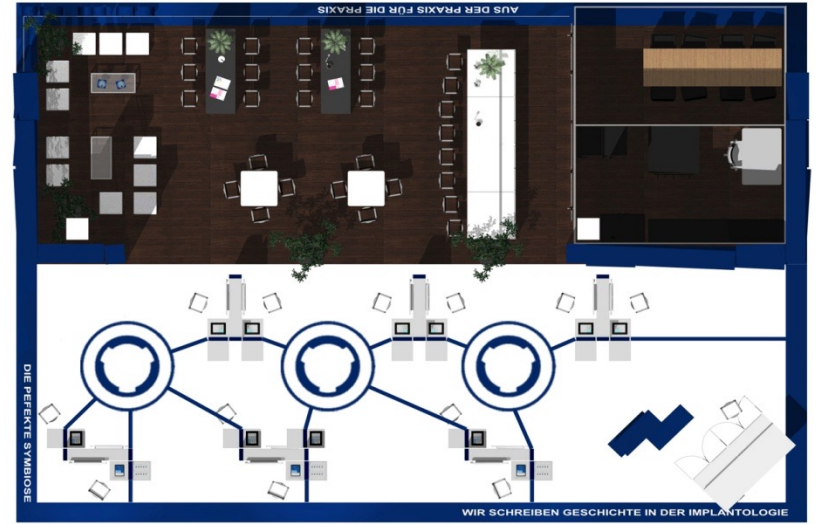 AUS DER PRAXIS FÜR DIE PRAXIS
DIE PEFEKTE SYMBIOSE
WIR SCHREIBEN GESCHICHTE IN DER IMPLANTOLOGIE